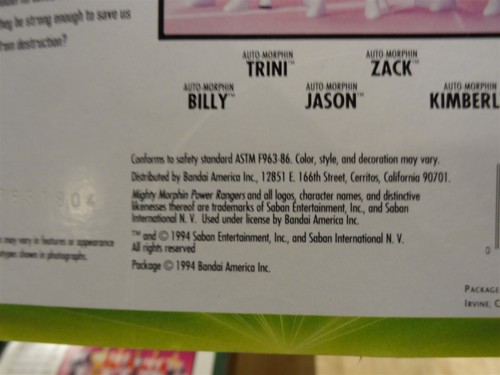 they be strong enough to save us
from destruction?
AUTO-MORPHIN
TRINI™
AUTO-MORPHIN
ZACK™
AUTO-MORPHIN
BILLY™
AUTO-MORPHIN
JASON™
AUTO-MORPHIN
KIMBERL
Conforms to safety standard ASTM F963-86. Color, style, and decoration may vary.
Distributed by Bandai America Inc., 12851 E. 166th Street, Cerritos, California 90701.
Mighty Morphin Power Rangers and all logos, character names, and distinctive
likenesses thereof are trademarks of Saban Entertainment, Inc., and Saban
International N. V. Used under license by Bandai America Inc.
™ and © 1994 Saban Entertainment, Inc., and Saban International N. V.
All rights reserved
Package © 1994 Bandai America Inc.
may vary in features or appearance
shown in photographs.
0
PACKAGE
IRVINE, C